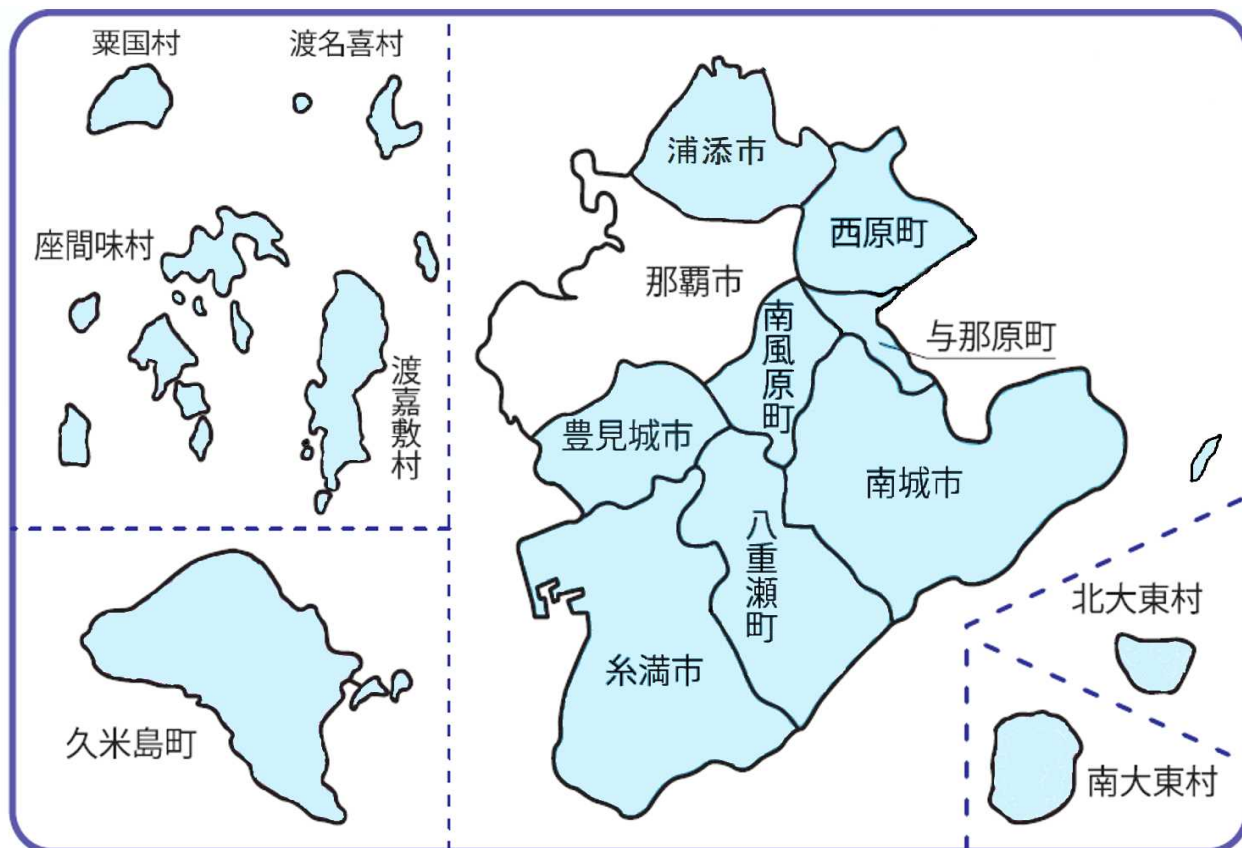 粟国村
渡名喜村
座間味村
渡嘉敷村
久米島町
浦添市
西原町
那覇市
南風原町
与那原町
豊見城市
南城市
八重瀬町
糸満市
北大東村
南大東村